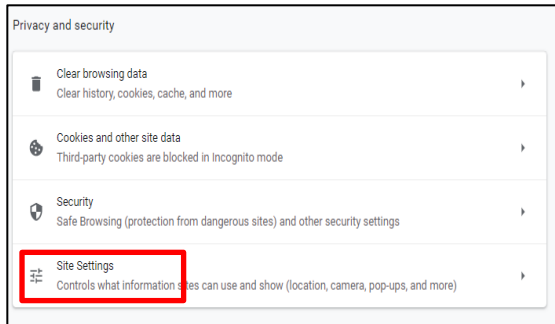 Privacy and security
Clear browsing data
Clear history, cookies, cache, and more
Cookies and other site data
Third-party cookies are blocked in Incognito mode
Security
Safe Browsing (protection from dangerous sites) and other security settings
Site Settings
Controls what information sites can use and show (location, camera, pop-ups, and more)